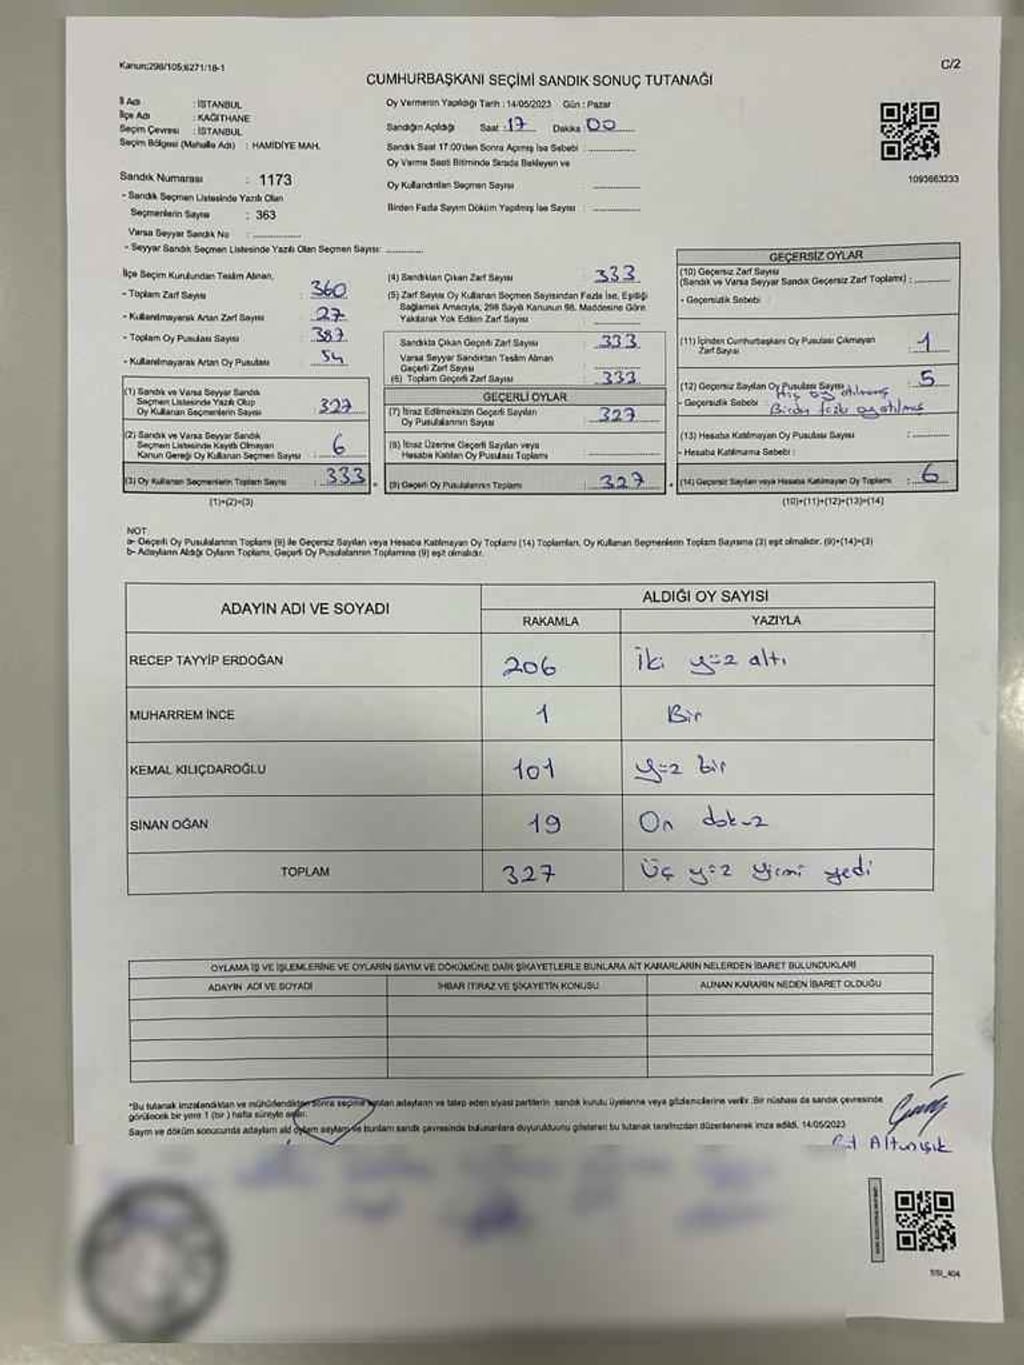 Kanun:298/105;6271/18-1
C/2
CUMHURBAŞKANI SEÇİMİ SANDIK SONUÇ TUTANAĞI
İl Adı : İSTANBUL
İlçe Adı : KAĞITHANE
Seçim Çevresi : İSTANBUL
Seçim Bölgesi (Mahalle Adı) : HAMİDİYE MAH.
Sandık Numarası : 1173
- Sandık Seçmen Listesinde Yazılı Olan
Seçmenlerin Sayısı : 363
Varsa Seyyar Sandık No :
- Seyyar Sandık Seçmen Listesinde Yazılı Olan Seçmen Sayısı:
Oy Vermenin Yapıldığı Tarih : 14/05/2023 Gün : Pazar
Sandığın Açıldığı Saat : 17 Dakika : 00
Sandık Saat 17:00'den Sonra Açılmış İse Sebebi :
Oy Verme Saati Bitiminde Sırada Bekleyen ve
Oy Kullandırılan Seçmen Sayısı :
Birden Fazla Sayım Döküm Yapılmış İse Sayısı :
1093663233
İlçe Seçim Kurulundan Teslim Alınan,
- Toplam Zarf Sayısı : 360
- Kullanılmayarak Artan Zarf Sayısı : 27
- Toplam Oy Pusulası Sayısı : 387
- Kullanılmayarak Artan Oy Pusulası : 54
(1) Sandık ve Varsa Seyyar Sandık
Seçmen Listesinde Yazılı Olup
Oy Kullanan Seçmenlerin Sayısı : 327
(2) Sandık ve Varsa Seyyar Sandık
Seçmen Listesinde Kayıtlı Olmayan
Kanun Gereği Oy Kullanan Seçmen Sayısı : 6
(3) Oy Kullanan Seçmenlerin Toplam Sayısı : 333
(1)+(2)=(3)
(4) Sandıktan Çıkan Zarf Sayısı : 333
(5) Zarf Sayısı Oy Kullanan Seçmen Sayısından Fazla İse, Eşitliği
Sağlamak Amacıyla, 298 Sayılı Kanunun 98. Maddesine Göre
Yakılarak Yok Edilen Zarf Sayısı :
Sandıkta Çıkan Geçerli Zarf Sayısı : 333
Varsa Seyyar Sandıktan Teslim Alınan
Geçerli Zarf Sayısı
(6) Toplam Geçerli Zarf Sayısı : 333
GEÇERLİ OYLAR
(7) İtiraz Edilmeksizin Geçerli Sayılan
Oy Pusulalarının Sayısı : 327
(8) İtiraz Üzerine Geçerli Sayılan veya
Hesaba Katılan Oy Pusulası Toplamı :
(9) Geçerli Oy Pusulalarının Toplamı : 327
GEÇERSİZ OYLAR
(10) Geçersiz Zarf Sayısı
(Sandık ve Varsa Seyyar Sandık Geçersiz Zarf Toplamı) :
- Geçersizlik Sebebi
(11) İçinden Cumhurbaşkanı Oy Pusulası Çıkmayan
Zarf Sayısı : 1
(12) Geçersiz Sayılan Oy Pusulası Sayısı : 5
- Geçersizlik Sebebi : Hiç oy atılmamış
Birden fazla oy atılmış
(13) Hesaba Katılmayan Oy Pusulası Sayısı :
- Hesaba Katılmama Sebebi :
(14) Geçersiz Sayılan veya Hesaba Katılmayan Oy Toplamı : 6
(10)+(11)+(12)+(13)=(14)
NOT:
a- Geçerli Oy Pusulalarının Toplamı (9) ile Geçersiz Sayılan veya Hesaba Katılmayan Oy Toplamı (14) Toplamları, Oy Kullanan Seçmenlerin Toplam Sayısına (3) eşit olmalıdır. (9)+(14)=(3)
b- Adayların Aldığı Oyların Toplamı, Geçerli Oy Pusulalarının Toplamına (9) eşit olmalıdır.
ADAYIN ADI VE SOYADI
ALDIĞI OY SAYISI
RAKAMLA YAZIYLA
RECEP TAYYİP ERDOĞAN 206 İki yüz altı
MUHARREM İNCE 1 Bir
KEMAL KILIÇDAROĞLU 101 yüz bir
SİNAN OĞAN 19 On dokuz
TOPLAM 327 Üç yüz yirmi yedi
OYLAMA İŞ VE İŞLEMLERİNE VE OYLARIN SAYIM VE DÖKÜMÜNE DAİR ŞİKAYETLERLE BUNLARA AİT KARARLARIN NELERDEN İBARET BULUNDUKLARI
ADAYIN ADI VE SOYADI İHBAR İTİRAZ VE ŞİKAYETİN KONUSU ALINAN KARARIN NEDEN İBARET OLDUĞU
*Bu tutanak imzalandıktan ve mühürlendikten sonra seçime katılan adayların ve talep eden siyasi partilerin sandık kurulu üyelerine veya gözlemcilerine verilir. Bir nüshası da sandık çevresinde
görülecek bir yere 1 (bir) hafta süreyle asılır.
Sayım ve döküm sonucunda adayların oyların sayıları ve bunların sandık çevresinde bulunanlara duyurulduğunu gösteren bu tutanak tarafımızdan düzenlenerek imza edildi. 14/05/2023
Altunışık